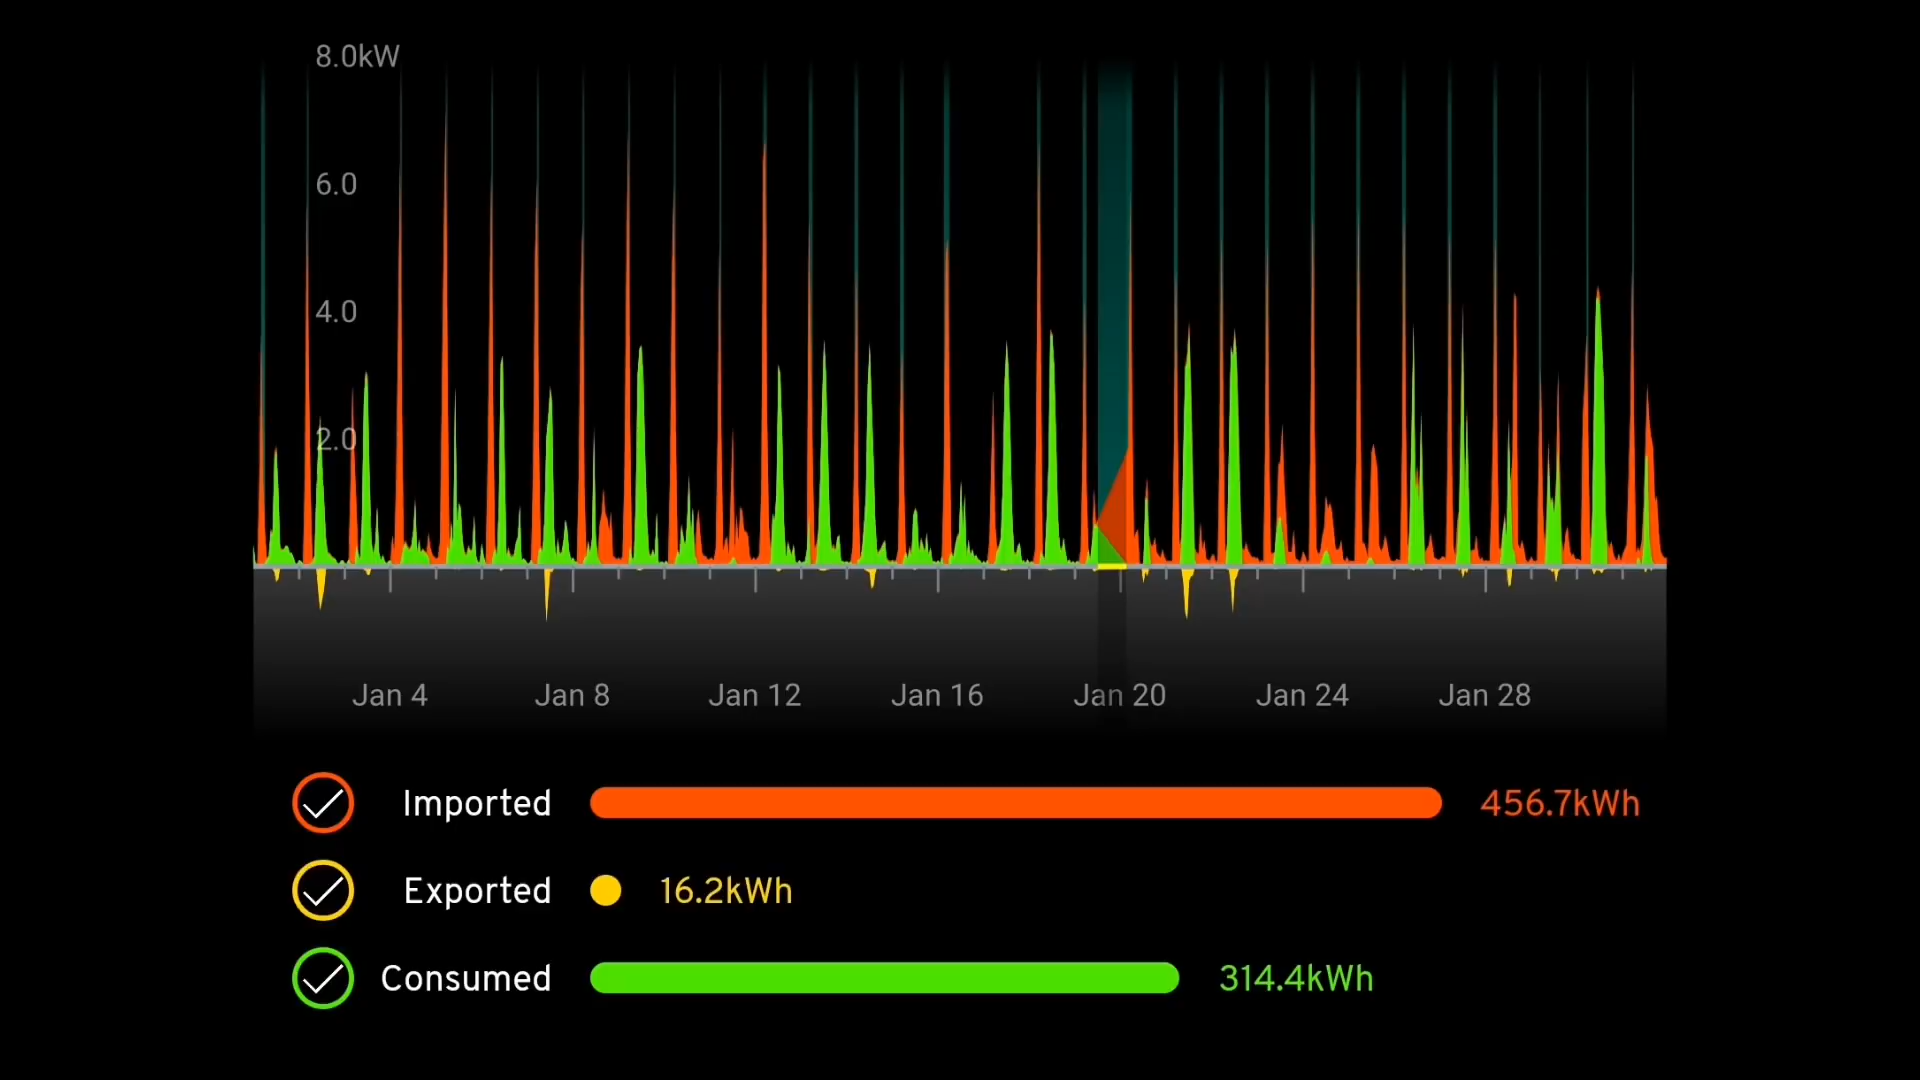 8.0kW
6.0
4.0
2.0
Jan 4 Jan 8 Jan 12 Jan 16 Jan 20 Jan 24 Jan 28
Imported 456.7kWh
Exported 16.2kWh
Consumed 314.4kWh